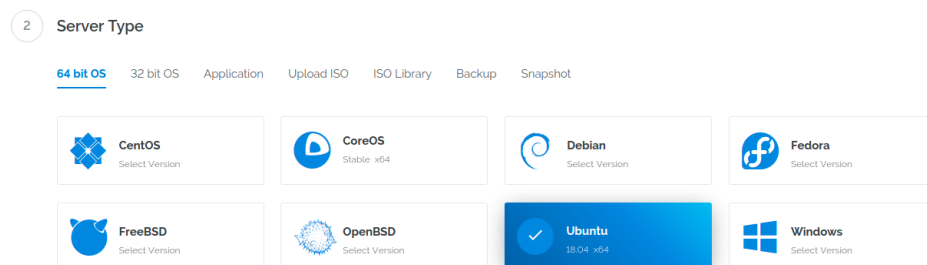 2 Server Type
64 bit OS 32 bit OS Application Upload ISO ISO Library Backup Snapshot
CentOS
Select Version
CoreOS
Stable x64
Debian
Select Version
Fedora
Select Version
FreeBSD
Select Version
OpenBSD
Select Version
Ubuntu
18.04 x64
Windows
Select Version